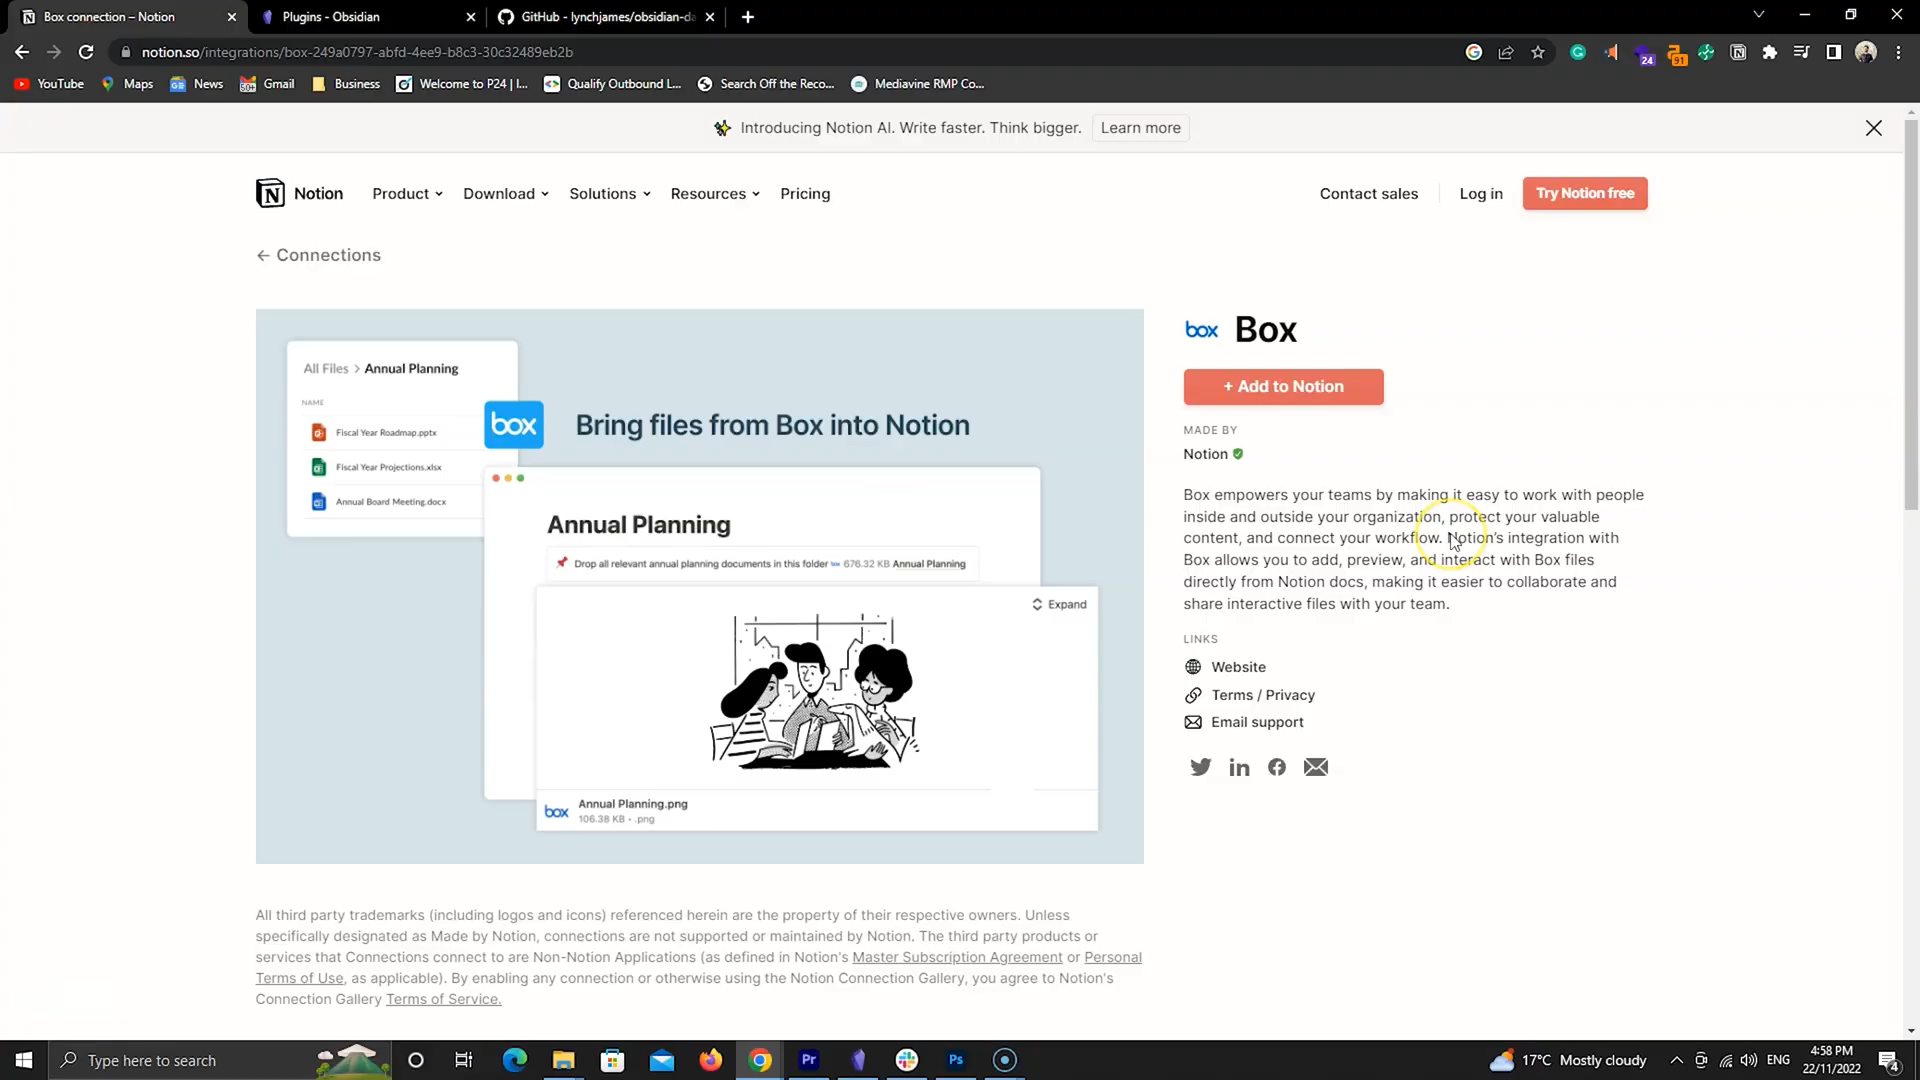 Box connection – Notion
Plugins - Obsidian
GitHub - lynchjames/obsidian-da
notion.so/integrations/box-249a0797-abfd-4ee9-b8c3-30c32489eb2b
24
91
YouTube
Maps
News
50+
Gmail
Business
Welcome to P24 | I...
Qualify Outbound L...
Search Off the Reco...
Mediavine RMP Co...
Introducing Notion AI. Write faster. Think bigger.
Learn more
Notion
Product
Download
Solutions
Resources
Pricing
Contact sales
Log in
Try Notion free
← Connections
All Files > Annual Planning
NAME
Fiscal Year Roadmap.pptx
Fiscal Year Projections.xlsx
Annual Board Meeting.docx
box
Bring files from Box into Notion
Annual Planning
Drop all relevant annual planning documents in this folder box 676.32 KB Annual Planning
Expand
box
Annual Planning.png
106.38 KB • .png
box
Box
+ Add to Notion
MADE BY
Notion
Box empowers your teams by making it easy to work with people
inside and outside your organization, protect your valuable
content, and connect your workflow. Notion's integration with
Box allows you to add, preview, and interact with Box files
directly from Notion docs, making it easier to collaborate and
share interactive files with your team.
LINKS
Website
Terms / Privacy
Email support
All third party trademarks (including logos and icons) referenced herein are the property of their respective owners. Unless
specifically designated as Made by Notion, connections are not supported or maintained by Notion. The third party products or
services that Connections connect to are Non-Notion Applications (as defined in Notion's Master Subscription Agreement or Personal
Terms of Use, as applicable). By enabling any connection or otherwise using the Notion Connection Gallery, you agree to Notion's
Connection Gallery Terms of Service.
Type here to search
Pr
Ps
17°C Mostly cloudy
ENG
4:58 PM
22/11/2022
4